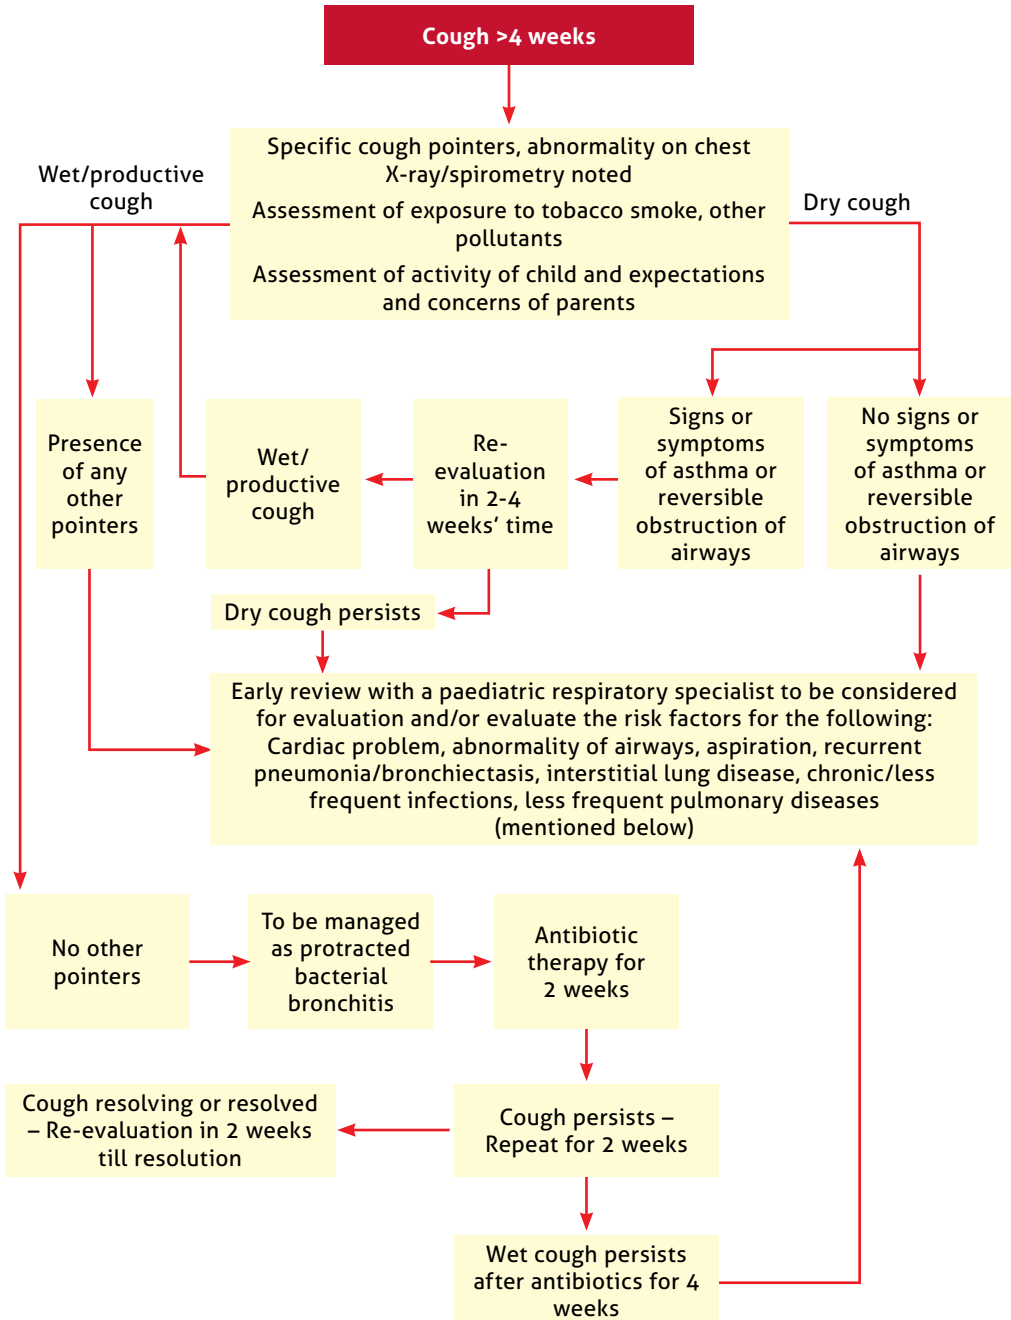 Cough >4 weeks
Specific cough pointers, abnormality on chest
X-ray/spirometry noted
Assessment of exposure to tobacco smoke, other
pollutants
Assessment of activity of child and expectations
and concerns of parents
Wet/productive
cough
Dry cough
Presence
of any
other
pointers
Wet/
productive
cough
Re-
evaluation
in 2-4
weeks' time
Signs or
symptoms
of asthma or
reversible
obstruction of
airways
No signs or
symptoms
of asthma or
reversible
obstruction of
airways
Dry cough persists
Early review with a paediatric respiratory specialist to be considered
for evaluation and/or evaluate the risk factors for the following:
Cardiac problem, abnormality of airways, aspiration, recurrent
pneumonia/bronchiectasis, interstitial lung disease, chronic/less
frequent infections, less frequent pulmonary diseases
(mentioned below)
No other
pointers
To be managed
as protracted
bacterial
bronchitis
Antibiotic
therapy for
2 weeks
Cough resolving or resolved
– Re-evaluation in 2 weeks
till resolution
Cough persists –
Repeat for 2 weeks
Wet cough persists
after antibiotics for 4
weeks